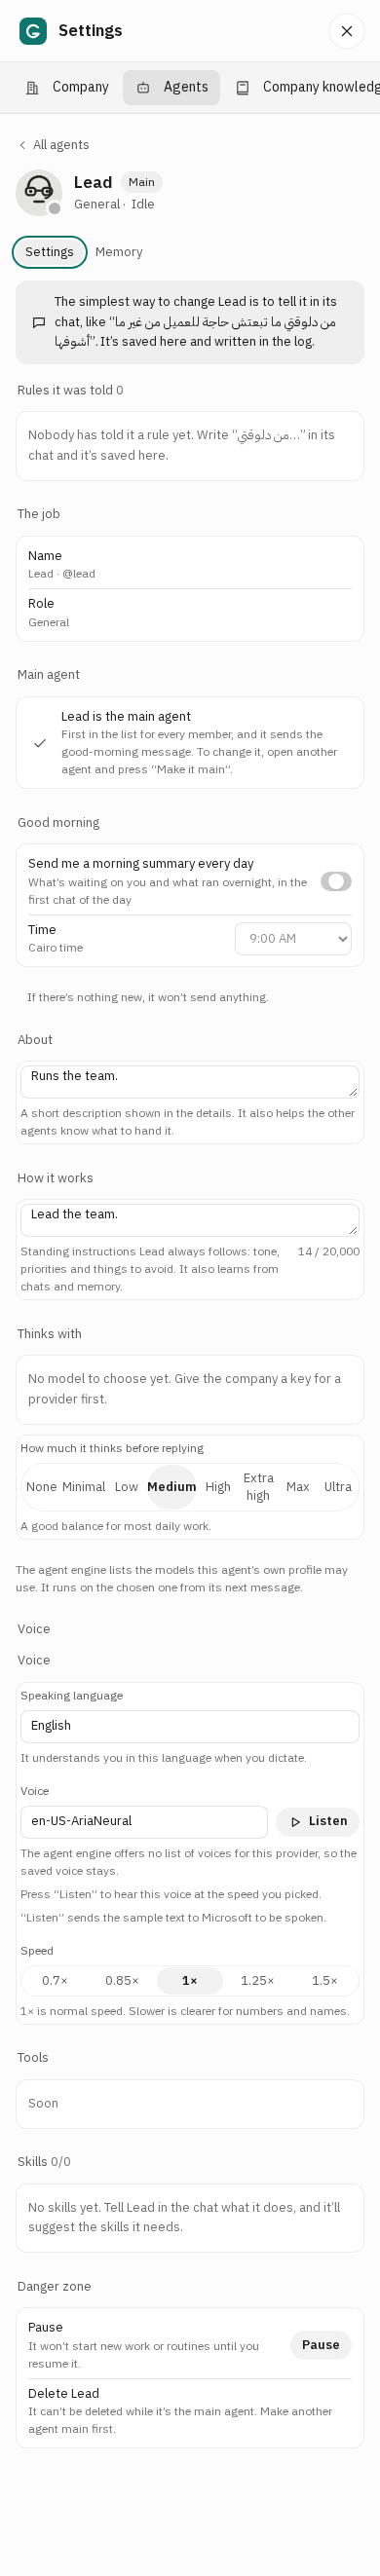 Settings
Company
Agents
Company knowledg
All agents
Lead
Main
General · Idle
Settings
Memory
The simplest way to change Lead is to tell it in its
chat, like “من دلوقتي ما تبعتش حاجة للعميل من غير ما
أشوفها”. It’s saved here and written in the log.
Rules it was told 0
Nobody has told it a rule yet. Write “من دلوقتي…” in its
chat and it’s saved here.
The job
Name
Lead · @lead
Role
General
Main agent
Lead is the main agent
First in the list for every member, and it sends the
good-morning message. To change it, open another
agent and press “Make it main”.
Good morning
Send me a morning summary every day
What’s waiting on you and what ran overnight, in the
first chat of the day
Time
Cairo time
9:00 AM
If there’s nothing new, it won’t send anything.
About
Runs the team.
A short description shown in the details. It also helps the other
agents know what to hand it.
How it works
Lead the team.
Standing instructions Lead always follows: tone,
priorities and things to avoid. It also learns from
chats and memory.
14 / 20,000
Thinks with
No model to choose yet. Give the company a key for a
provider first.
How much it thinks before replying
None
Minimal
Low
Medium
High
Extra
high
Max
Ultra
A good balance for most daily work.
The agent engine lists the models this agent’s own profile may
use. It runs on the chosen one from its next message.
Voice
Voice
Speaking language
English
It understands you in this language when you dictate.
Voice
en-US-AriaNeural
Listen
The agent engine offers no list of voices for this provider, so the
saved voice stays.
Press “Listen” to hear this voice at the speed you picked.
“Listen” sends the sample text to Microsoft to be spoken.
Speed
0.7×
0.85×
1×
1.25×
1.5×
1× is normal speed. Slower is clearer for numbers and names.
Tools
Soon
Skills 0/0
No skills yet. Tell Lead in the chat what it does, and it’ll
suggest the skills it needs.
Danger zone
Pause
It won’t start new work or routines until you
resume it.
Pause
Delete Lead
It can’t be deleted while it’s the main agent. Make another
agent main first.